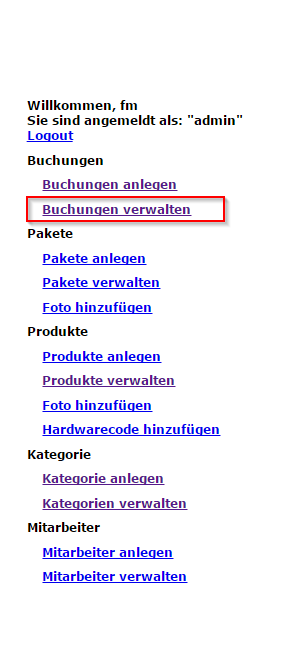 Willkommen, fm
Sie sind angemeldt als: "admin"
Logout
Buchungen
Buchungen anlegen
Buchungen verwalten
Pakete
Pakete anlegen
Pakete verwalten
Foto hinzufügen
Produkte
Produkte anlegen
Produkte verwalten
Foto hinzufügen
Hardwarecode hinzufügen
Kategorie
Kategorie anlegen
Kategorien verwalten
Mitarbeiter
Mitarbeiter anlegen
Mitarbeiter verwalten